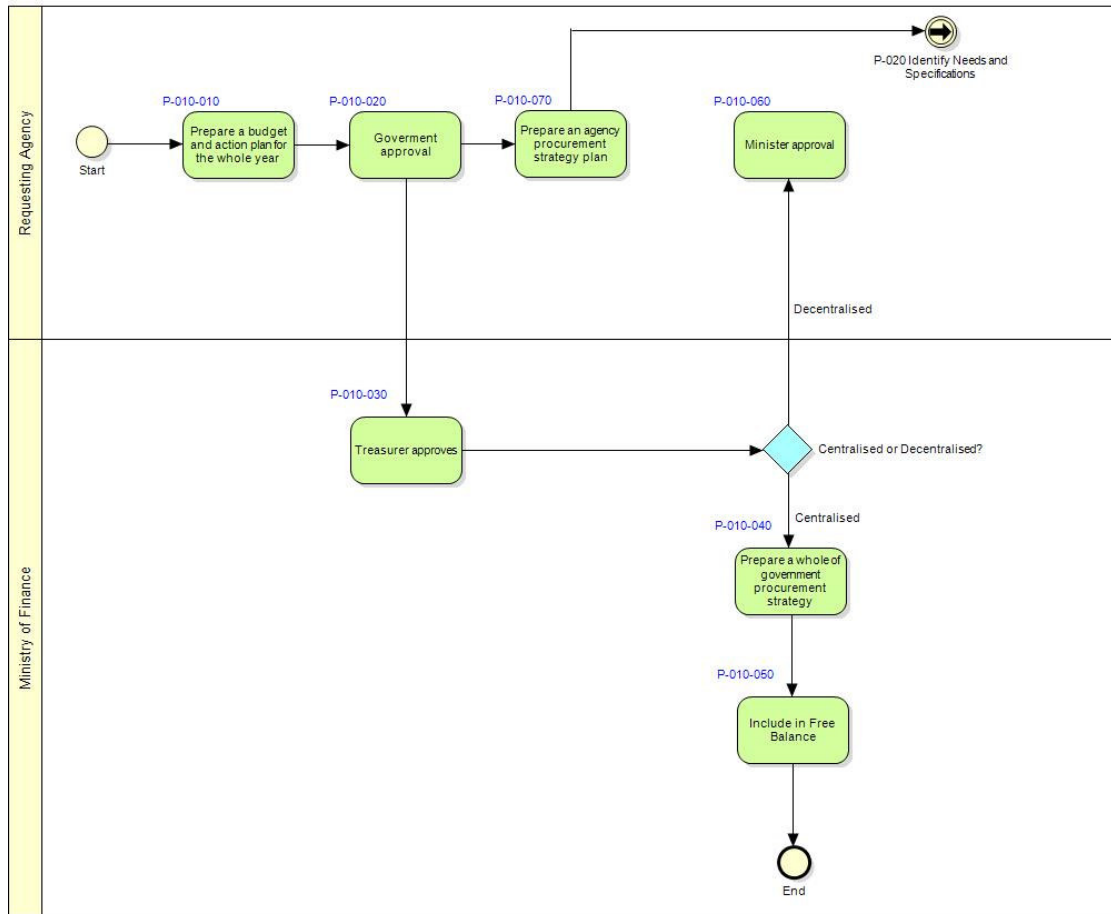 Requesting Agency
P-020 Identify Needs and
Specifications
P-010-010
P-010-020
P-010-070
P-010-060
Start
Prepare a budget
and action plan for
the whole year
Goverment
approval
Prepare an agency
procurement
strategy plan
Minister approval
Decentralised
Ministry of Finance
P-010-030
Treasurer approves
Centralised or Decentralised?
Centralised
P-010-040
Prepare a whole of
government
procurement
strategy
P-010-050
Include in Free
Balance
End